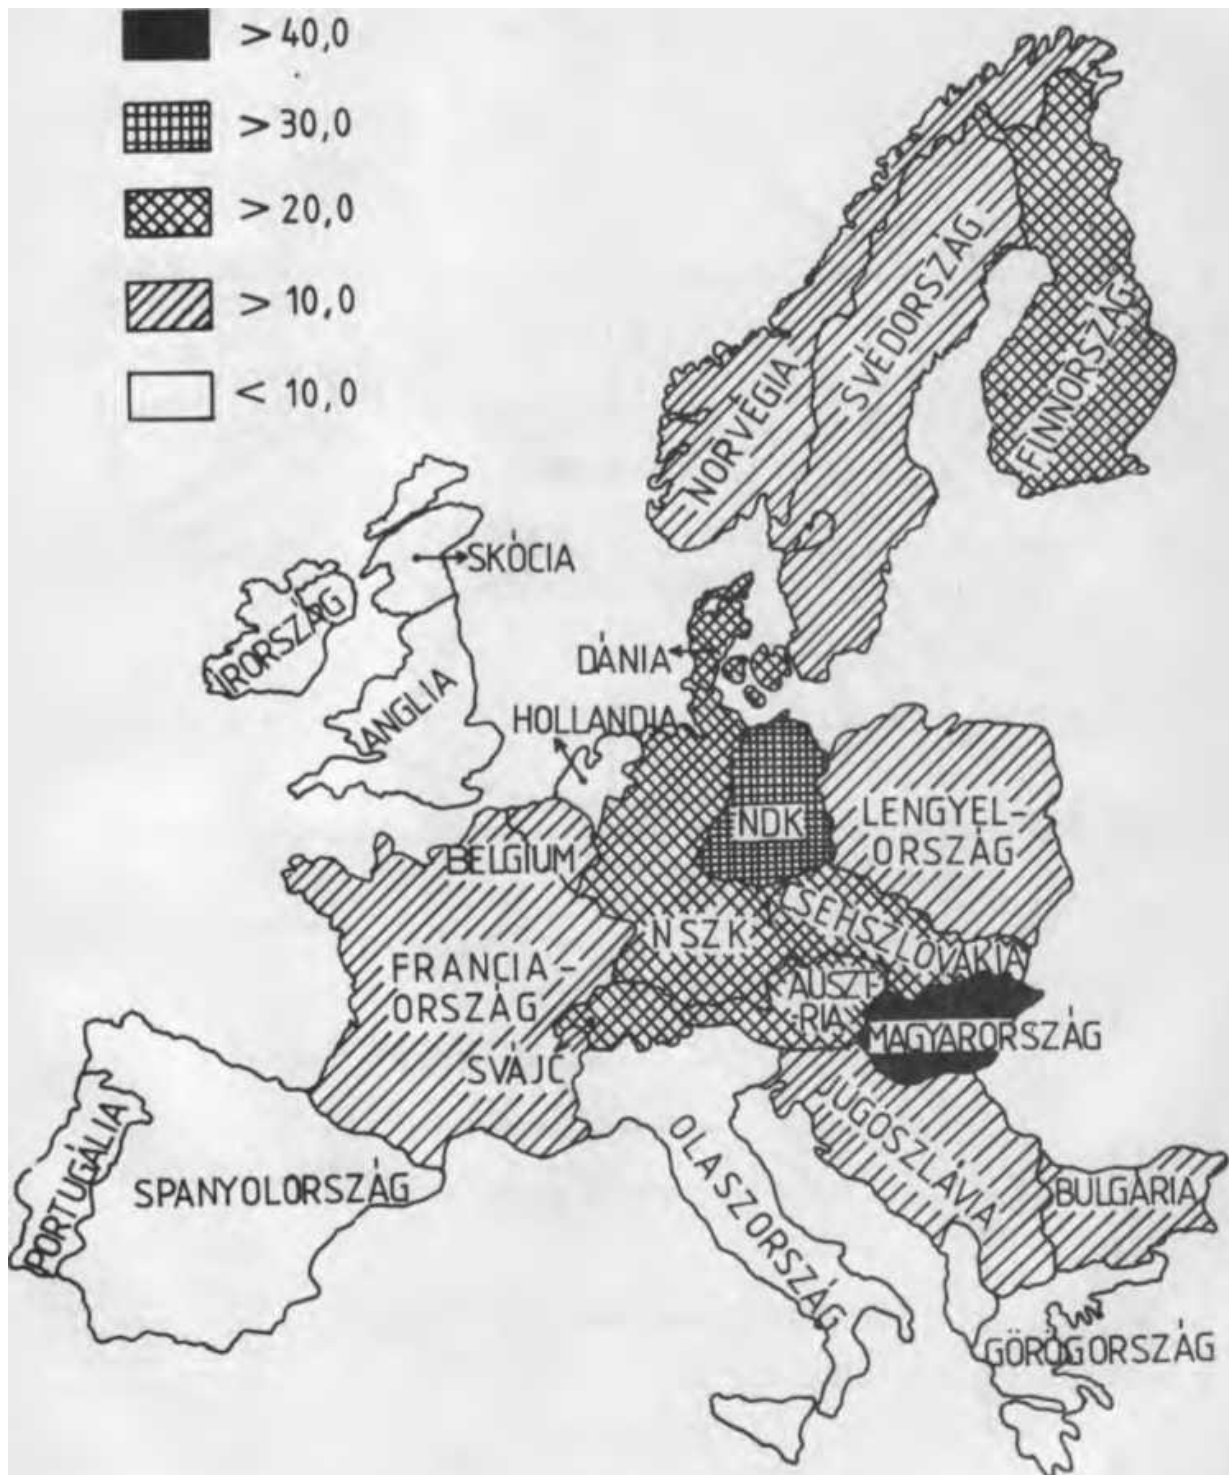 > 40,0
> 30,0
> 20,0
> 10,0
< 10,0
NORVÉGIA
SVÉDORSZÁG
FINNORSZÁG
SKÓCIA
ÍRORSZÁG
ANGLIA
DÁNIA
HOLLANDIA
BELGIUM
NDK
LENGYEL-
ORSZÁG
NSZK
SEHSZLOVÁKIA
FRANCIA-
ORSZÁG
AUSZT-
-RIA
MAGYARORSZÁG
SVÁJC
PORTUGÁLIA
SPANYOLORSZÁG
OLASZORSZÁG
JUGOSZLÁVIA
BULGÁRIA
GÖRÖGORSZÁG